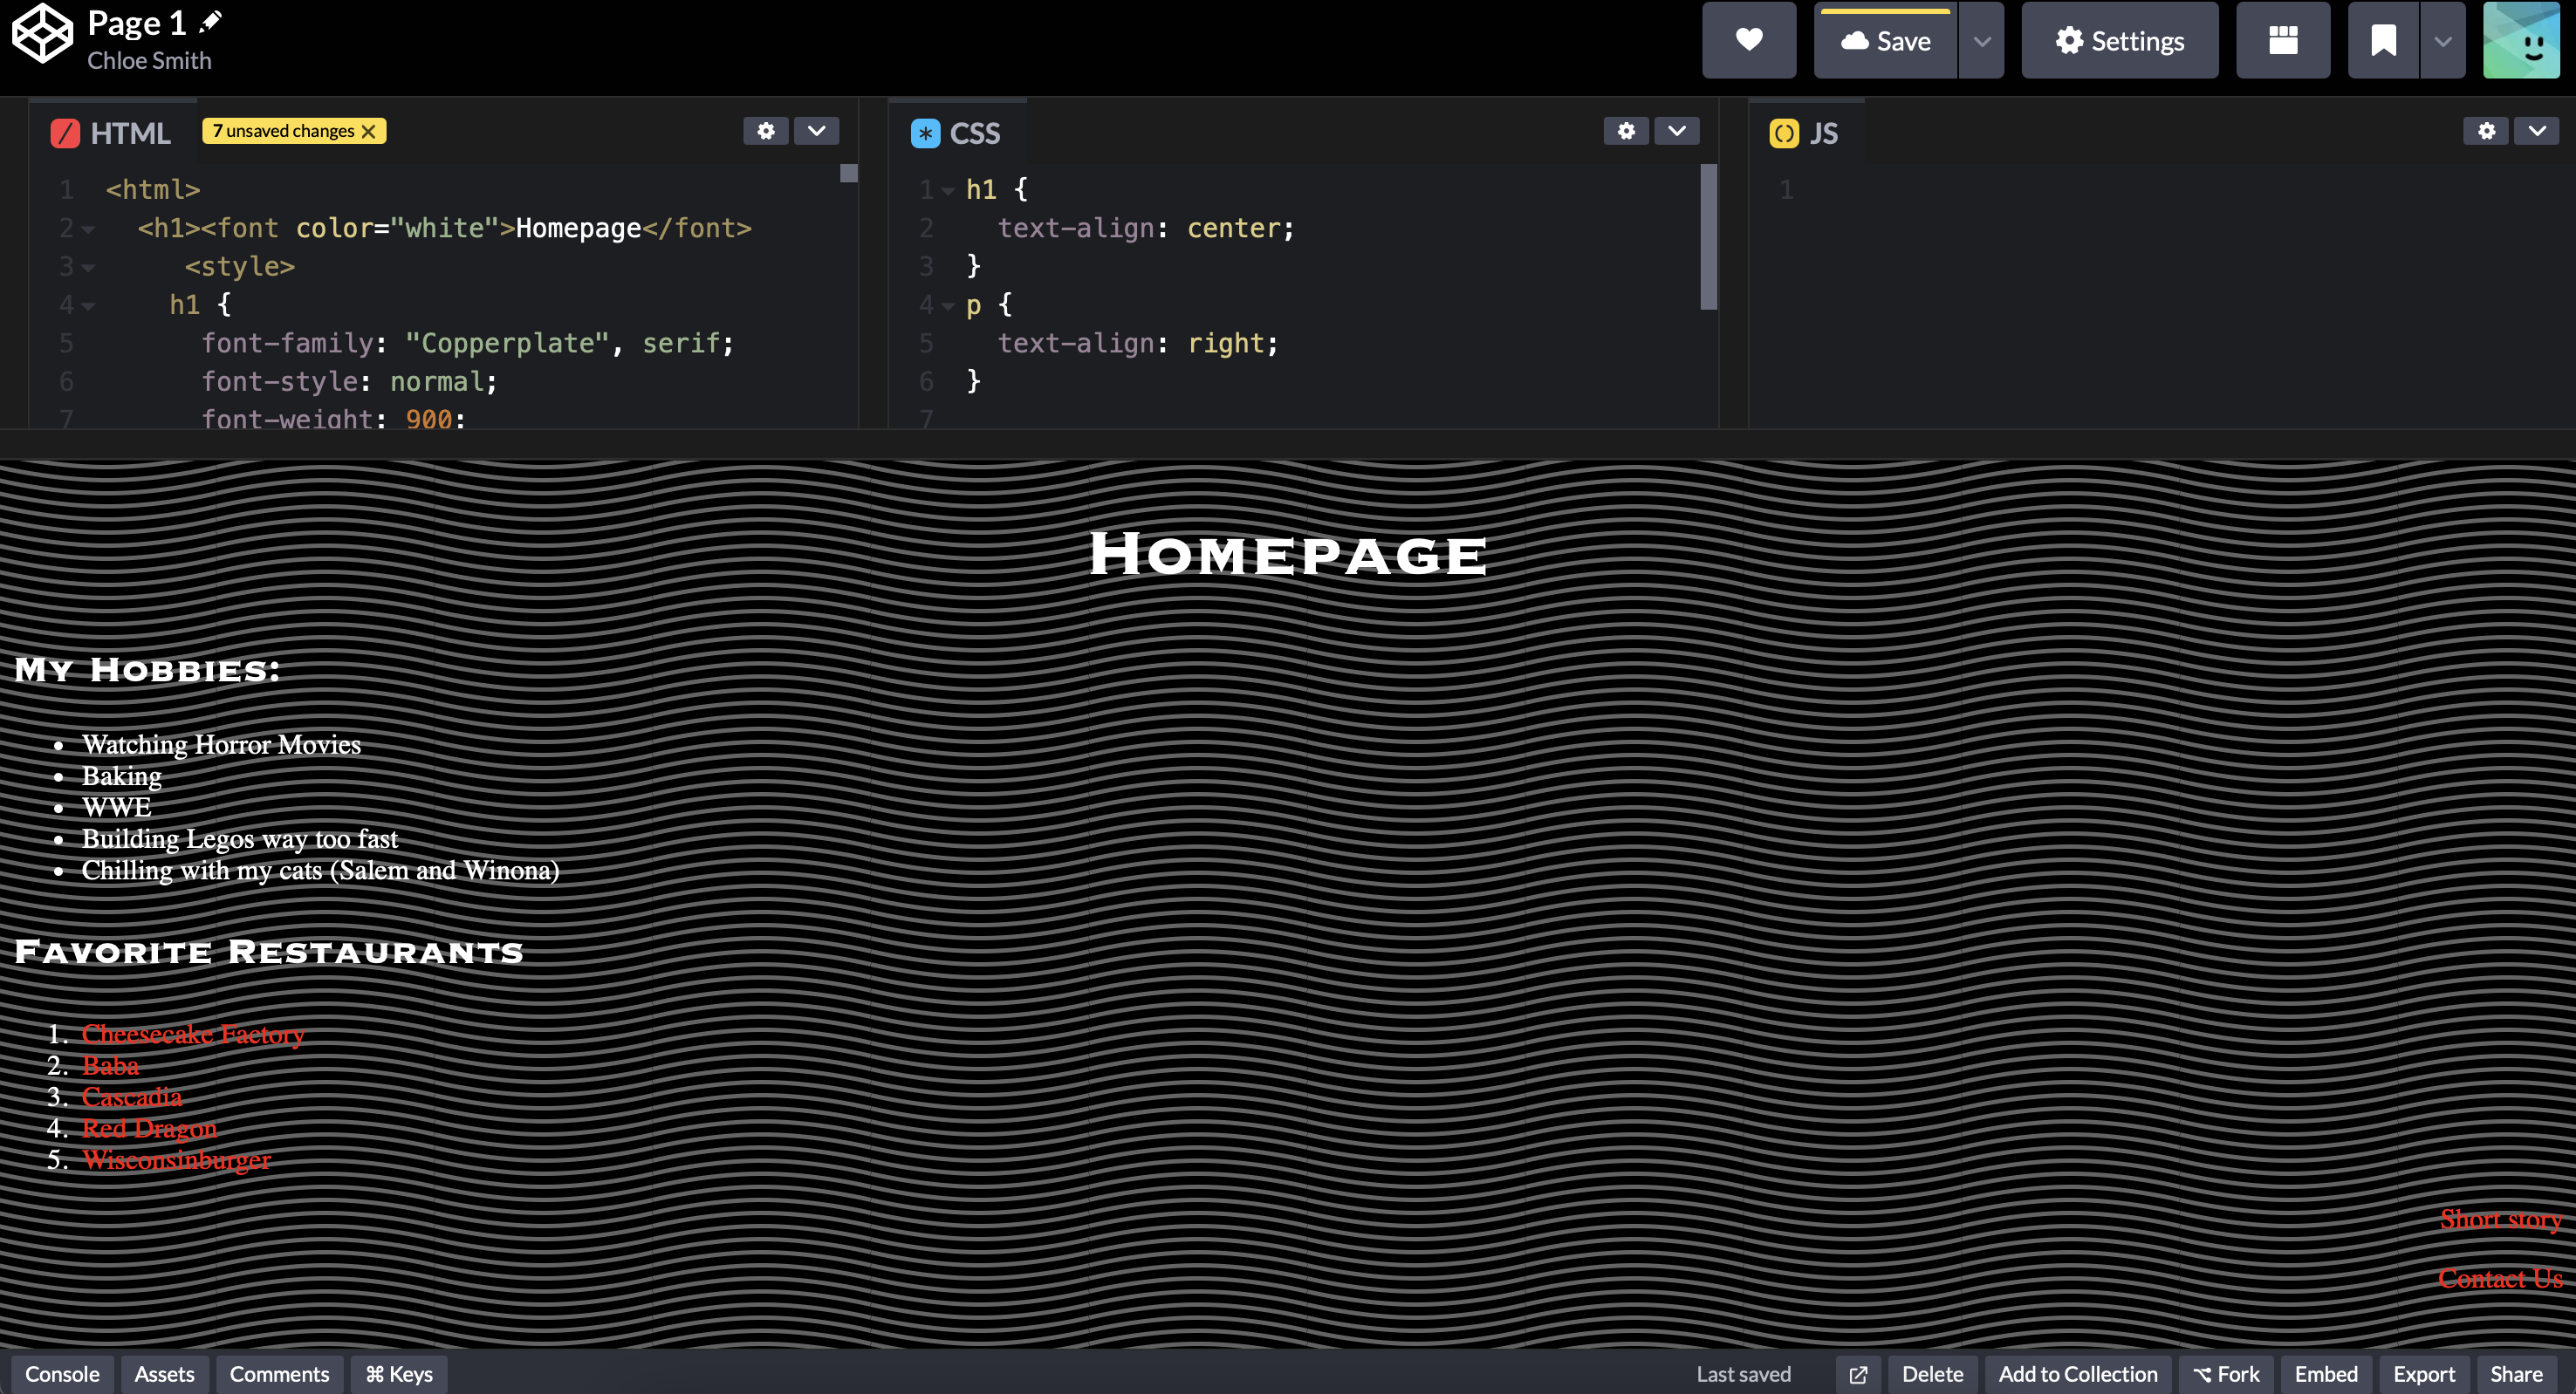 Page 1
Chloe Smith
Save
Settings
HTML
7 unsaved changes
CSS
JS
1 <html>
2 <h1><font color="white">Homepage</font>
3 <style>
4 h1 {
5 font-family: "Copperplate", serif;
6 font-style: normal;
7 font-weight: 900;
1 h1 {
2 text-align: center;
3 }
4 p {
5 text-align: right;
6 }
7
1
Homepage
My Hobbies:
• Watching Horror Movies
• Baking
• WWE
• Building Legos way too fast
• Chilling with my cats (Salem and Winona)
Favorite Restaurants
1. Cheesecake Factory
2. Baba
3. Cascadia
4. Red Dragon
5. Wisconsinburger
Short story
Contact Us
Console
Assets
Comments
⌘ Keys
Last saved
Delete
Add to Collection
Fork
Embed
Export
Share